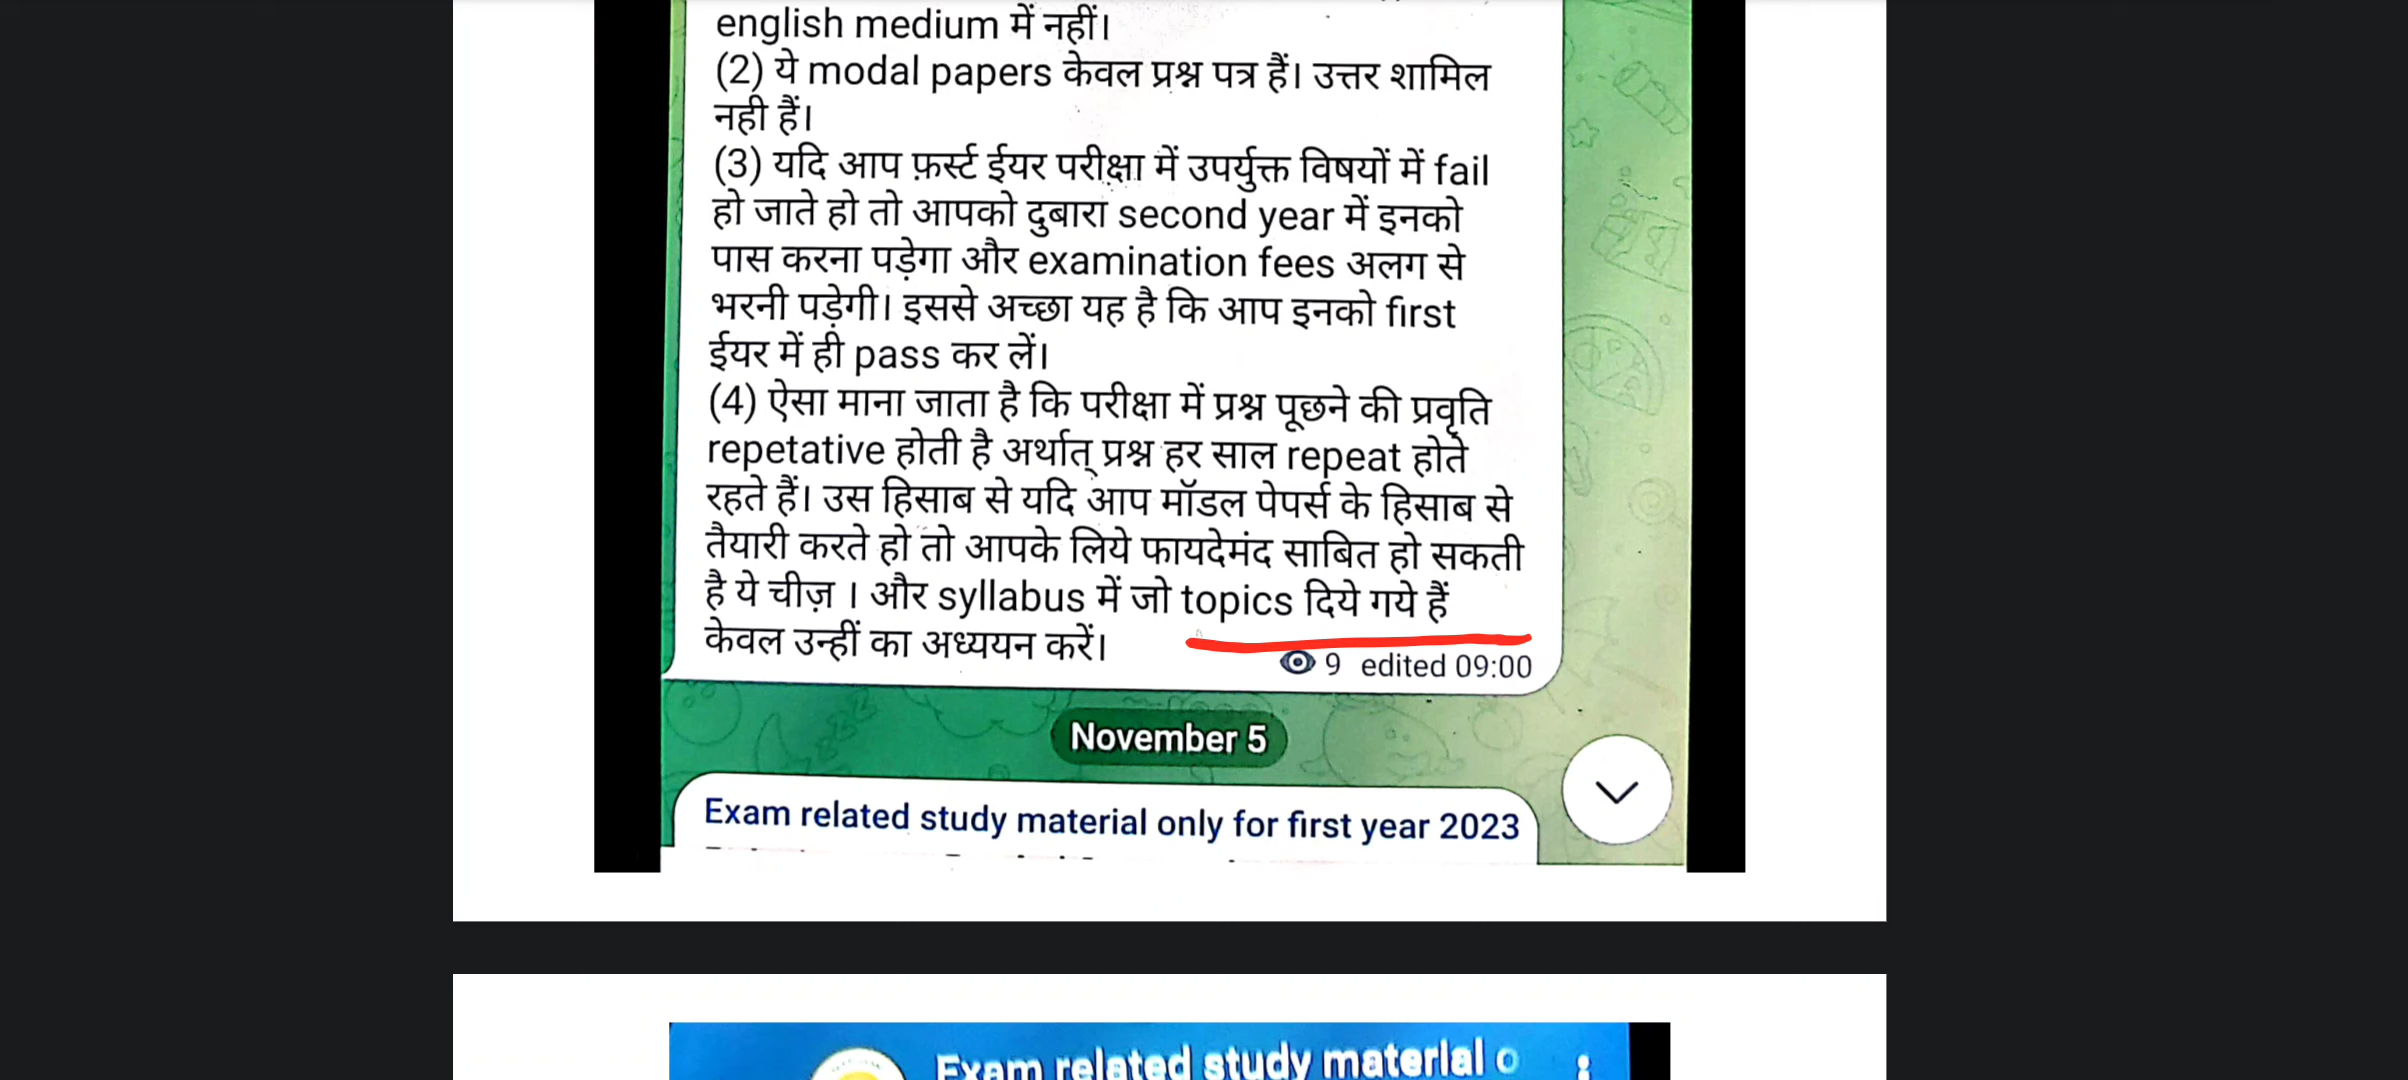 english medium में नहीं।
(2) ये modal papers केवल प्रश्न पत्र हैं। उत्तर शामिल
नही हैं।
(3) यदि आप फ़र्स्ट ईयर परीक्षा में उपर्युक्त विषयों में fail
हो जाते हो तो आपको दुबारा second year में इनको
पास करना पड़ेगा और examination fees अलग से
भरनी पड़ेगी। इससे अच्छा यह है कि आप इनको first
ईयर में ही pass कर लें।
(4) ऐसा माना जाता है कि परीक्षा में प्रश्न पूछने की प्रवृति
repetative होती है अर्थात् प्रश्न हर साल repeat होते
रहते हैं। उस हिसाब से यदि आप मॉडल पेपर्स के हिसाब से
तैयारी करते हो तो आपके लिये फायदेमंद साबित हो सकती
है ये चीज़ । और syllabus में जो topics दिये गये हैं
केवल उन्हीं का अध्ययन करें।
9 edited 09:00
November 5
Exam related study material only for first year 2023
Exam related study material o